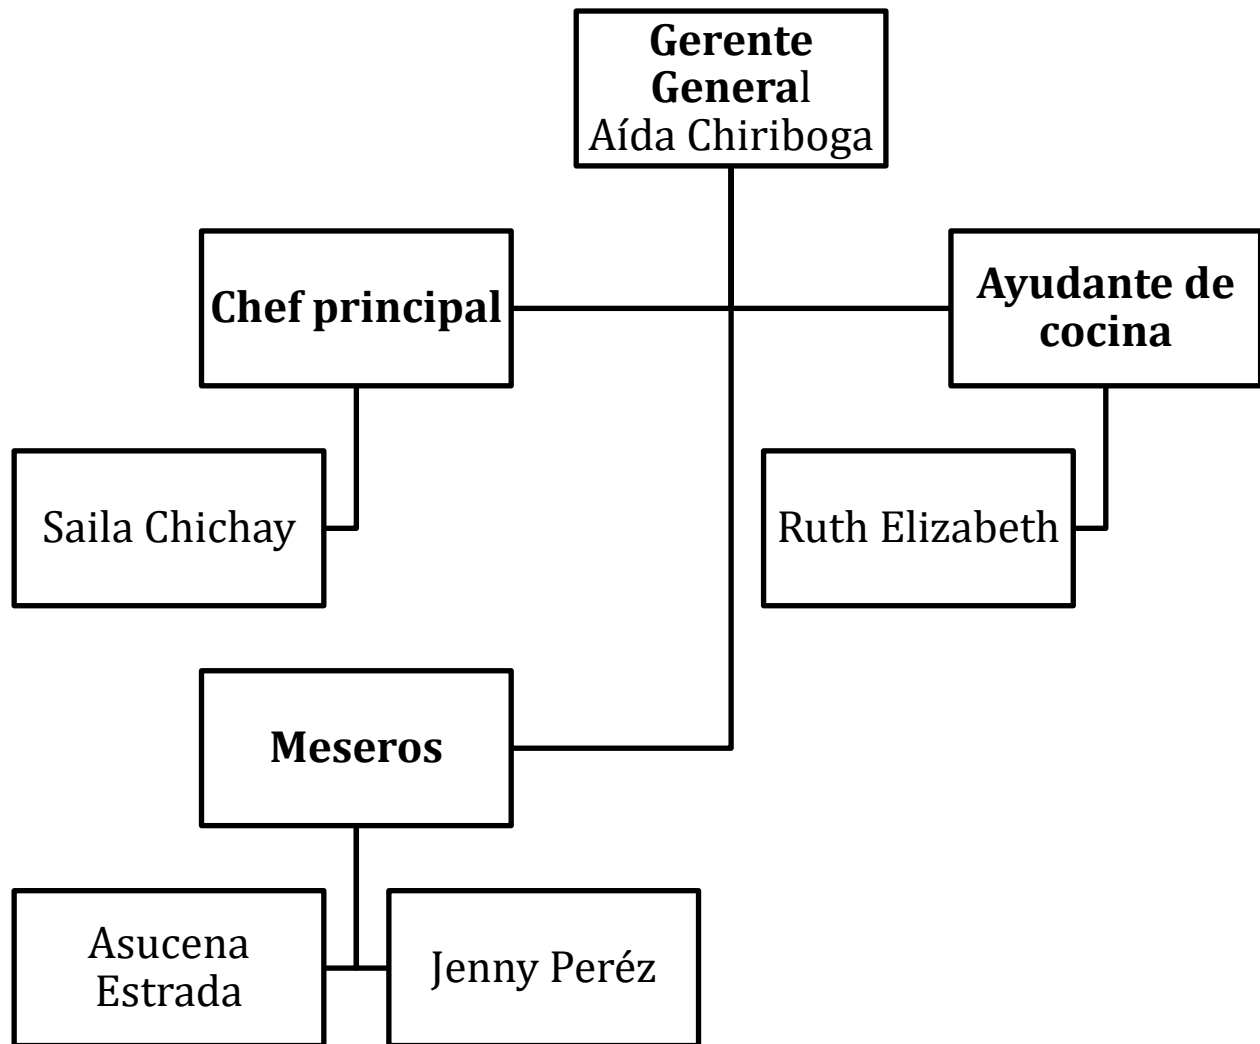 Gerente
General
Aída Chiriboga
Chef principal
Ayudante de
cocina
Saila Chichay
Ruth Elizabeth
Meseros
Asucena
Estrada
Jenny Peréz